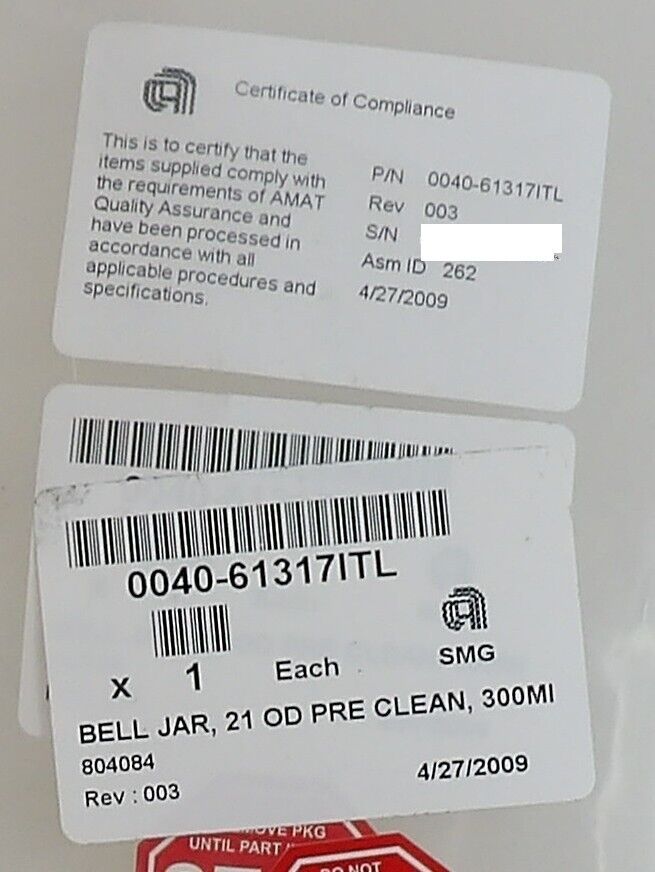 Certificate of Compliance
This is to certify that the
items supplied comply with
the requirements of AMAT
Quality Assurance and
have been processed in
accordance with all
applicable procedures and
specifications.
P/N 0040-61317ITL
Rev 003
S/N
Asm ID 262
4/27/2009
0040-61317ITL
X 1 Each
SMG
BELL JAR, 21 OD PRE CLEAN, 300MI
804084
4/27/2009
Rev : 003
PKG
UNTIL PART
DO NOT